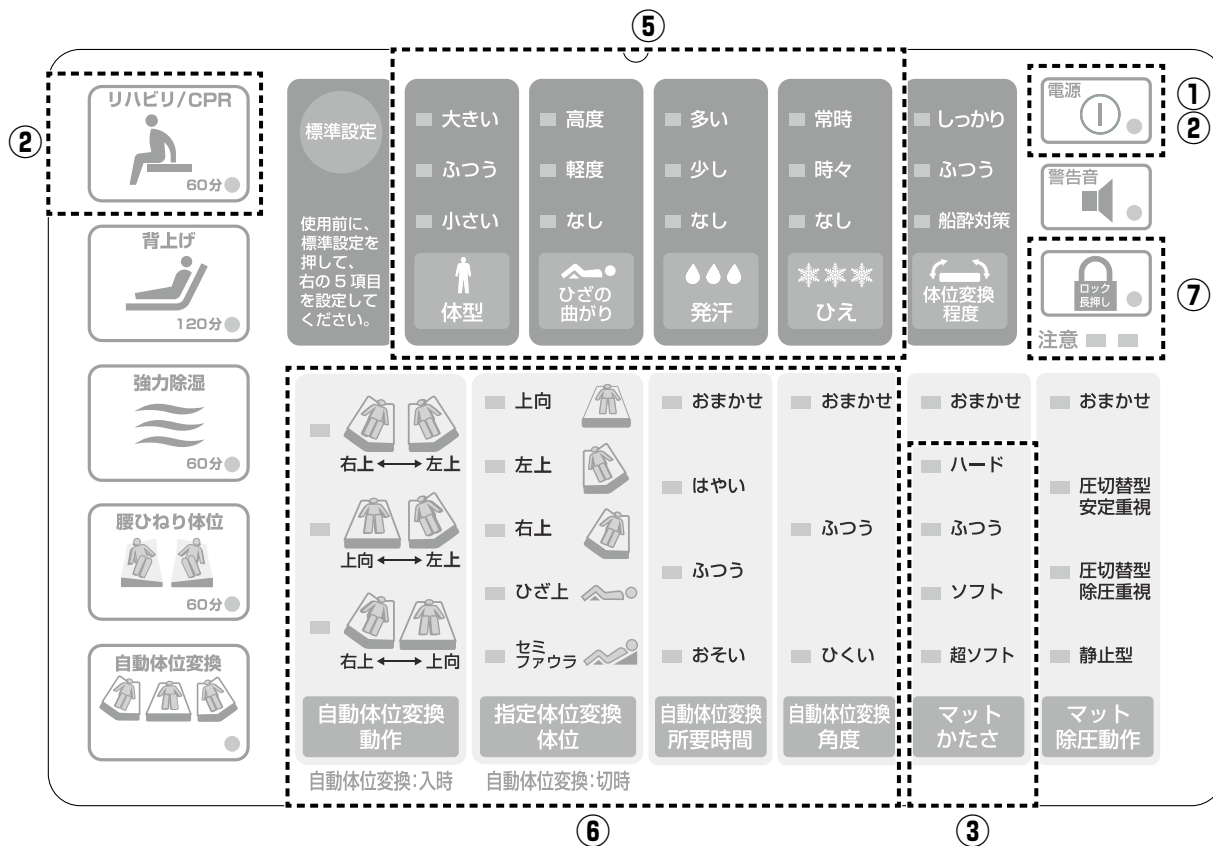 ⑤
②
リハビリ/CPR
60分
背上げ
120分
強力除湿
60分
腰ひねり体位
60分
自動体位変換
標準設定
使用前に、
標準設定を
押して、
右の5項目
を設定して
ください。
大きい
ふつう
小さい
体型
高度
軽度
なし
ひざの
曲がり
多い
少し
なし
発汗
常時
時々
なし
ひえ
しっかり
ふつう
船酔対策
体位変換
程度
電源
①
②
警告音
ロック
長押し
⑦
注意
右上⟷左上
上向⟷左上
右上⟷上向
自動体位変換
動作
自動体位変換:入時
上向
左上
右上
ひざ上
セミ
ファウラ
指定体位変換
体位
自動体位変換:切時
おまかせ
はやい
ふつう
おそい
自動体位変換
所要時間
おまかせ
ふつう
ひくい
自動体位変換
角度
おまかせ
ハード
ふつう
ソフト
超ソフト
マット
かたさ
おまかせ
圧切替型
安定重視
圧切替型
除圧重視
静止型
マット
除圧動作
⑥
③